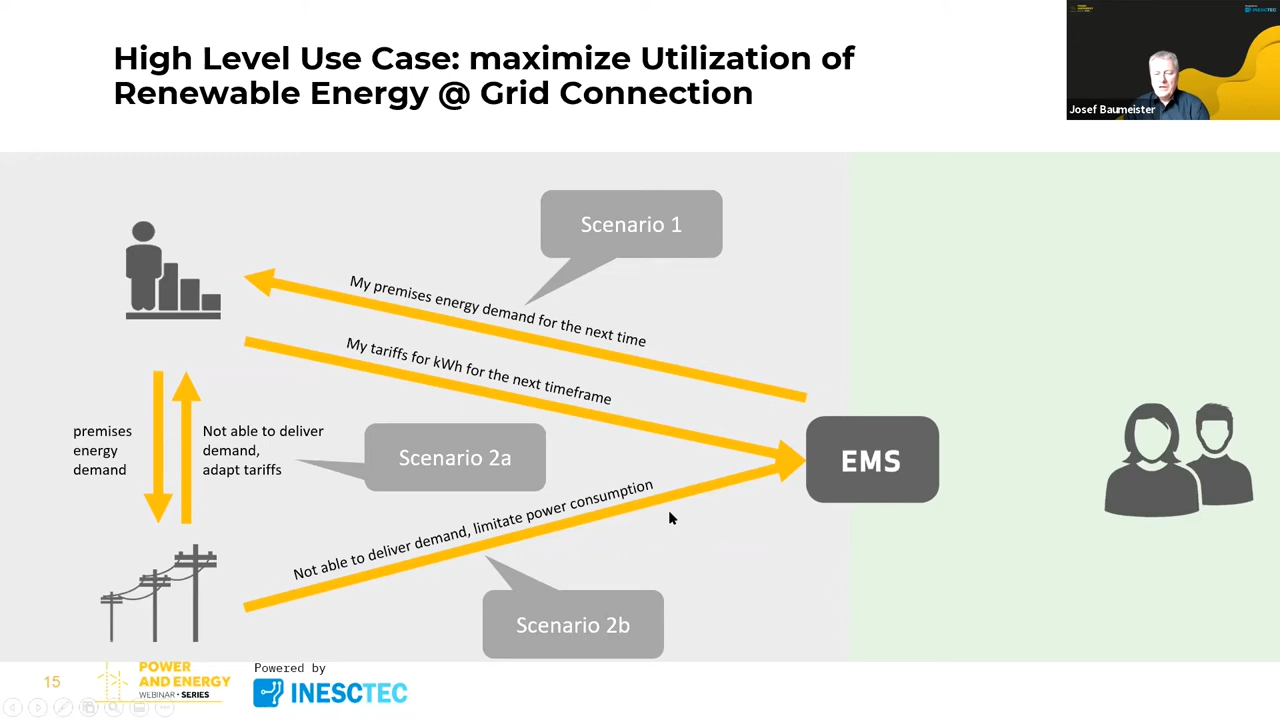 High Level Use Case: maximize Utilization of
Renewable Energy @ Grid Connection
Josef Baumeister
INESCTEC
Scenario 1
My premises energy demand for the next time
My tariffs for kWh for the next timeframe
premises
energy
demand
Not able to deliver
demand,
adapt tariffs
Scenario 2a
EMS
Not able to deliver demand, limitate power consumption
Scenario 2b
15
POWER
AND ENERGY
WEBINAR • SERIES
Powered by
INESCTEC